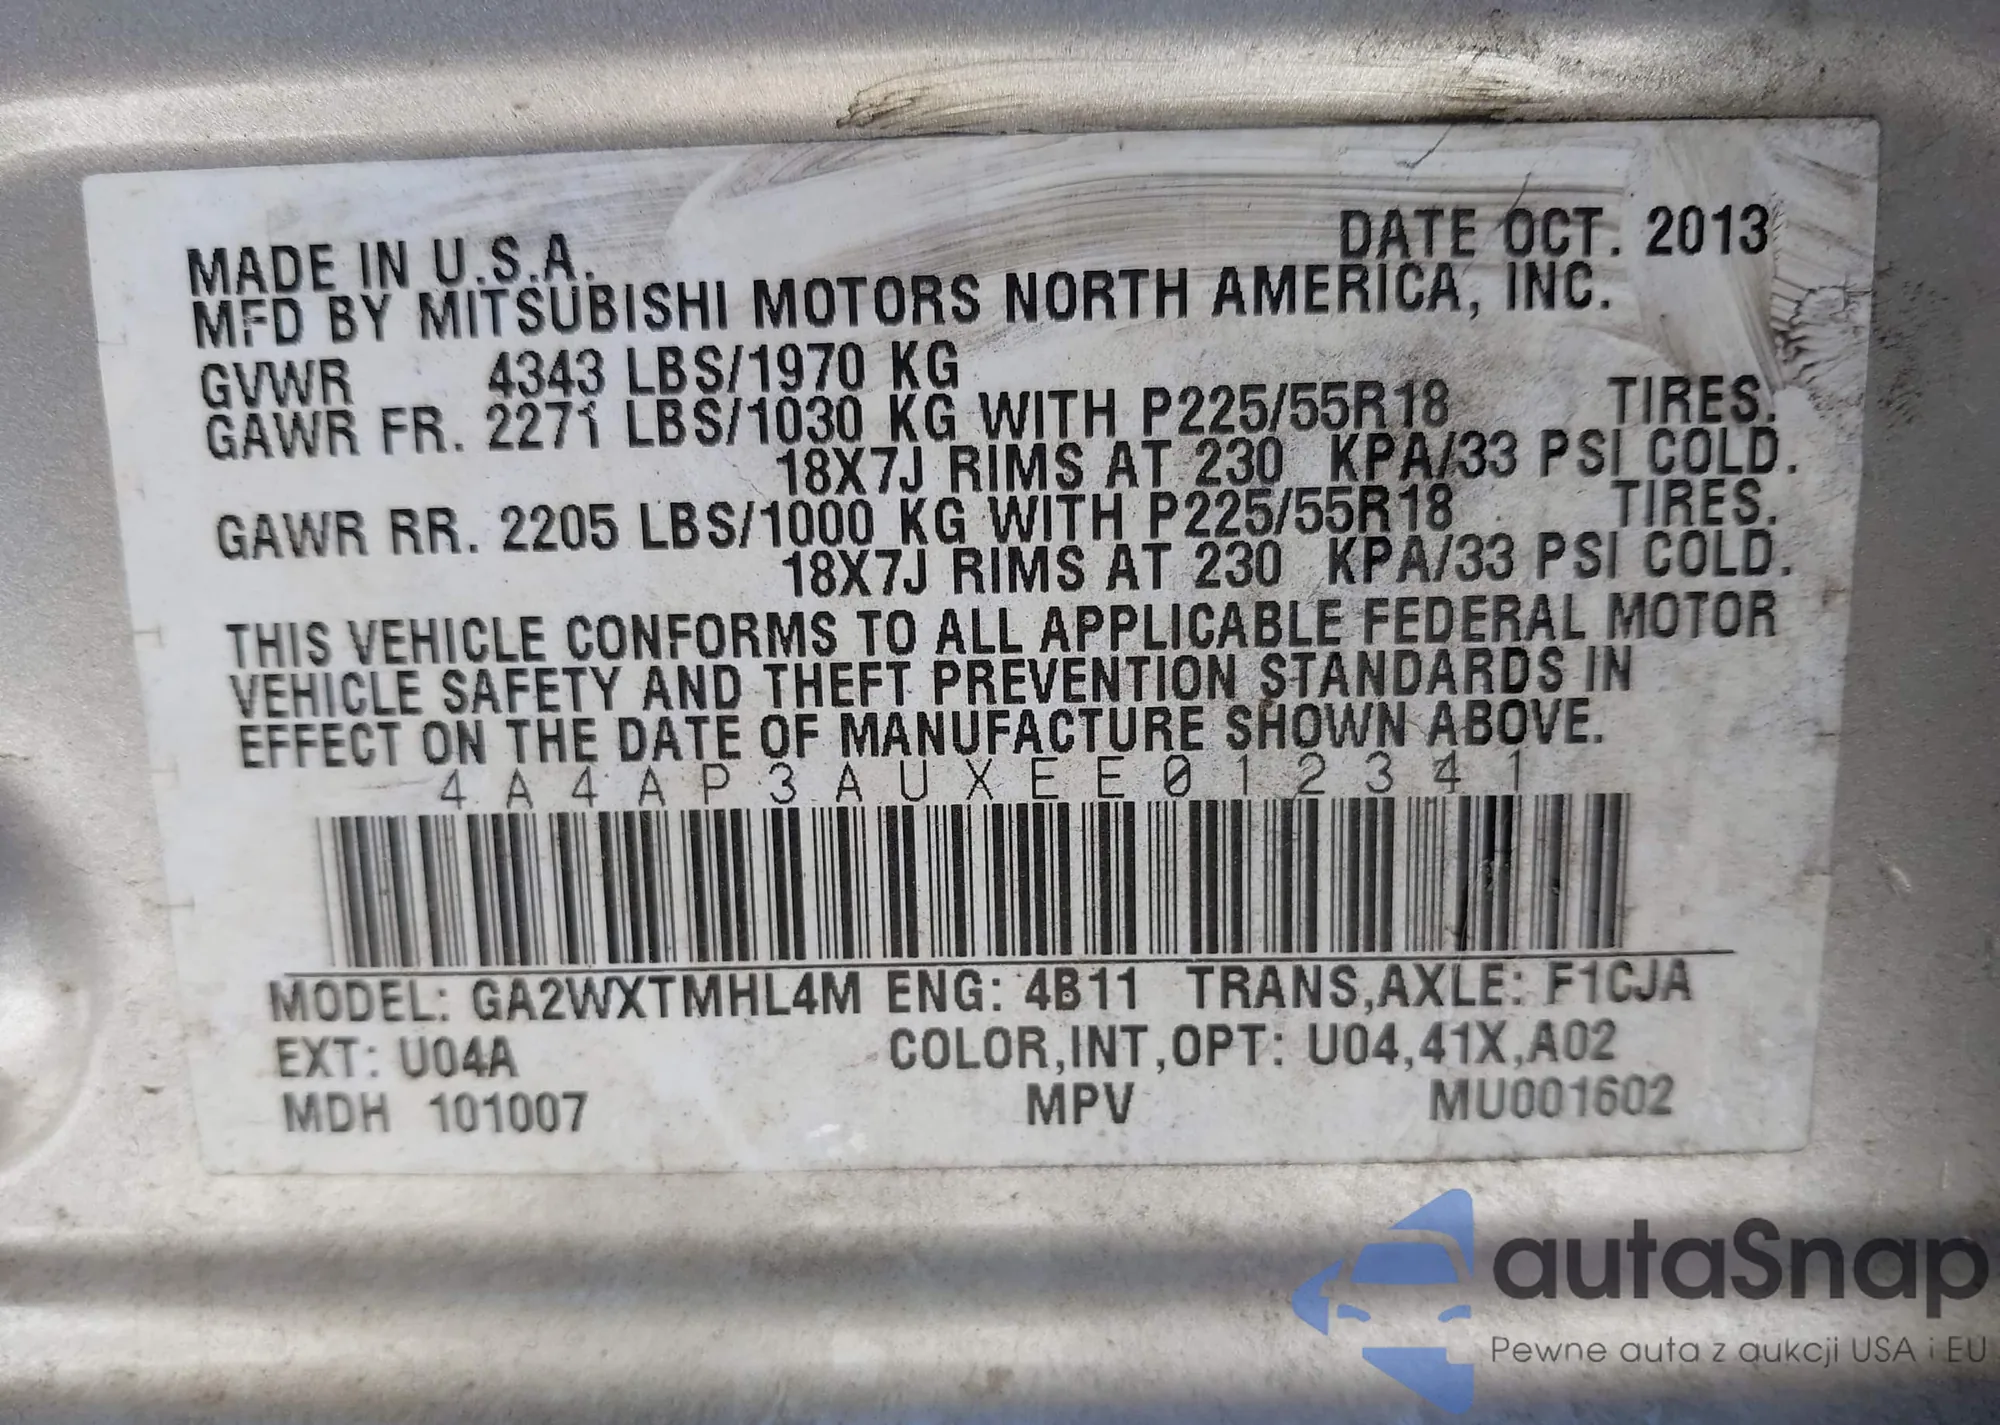 DATE OCT. 2013
MADE IN U.S.A.
MFD BY MITSUBISHI MOTORS NORTH AMERICA, INC.
GVWR 4343 LBS/1970 KG
GAWR FR. 2271 LBS/1030 KG WITH P225/55R18 TIRES.
18X7J RIMS AT 230 KPA/33 PSI COLD.
GAWR RR. 2205 LBS/1000 KG WITH P225/55R18 TIRES.
18X7J RIMS AT 230 KPA/33 PSI COLD.
THIS VEHICLE CONFORMS TO ALL APPLICABLE FEDERAL MOTOR
VEHICLE SAFETY AND THEFT PREVENTION STANDARDS IN
EFFECT ON THE DATE OF MANUFACTURE SHOWN ABOVE.
4A4AP3AUXEE012341
MODEL: GA2WXTMHL4M ENG: 4B11 TRANS,AXLE: F1CJA
EXT: U04A COLOR,INT,OPT: U04,41X,A02
MDH 101007 MPV MU001602
autaSnap
Pewne auta z aukcji USA i EU